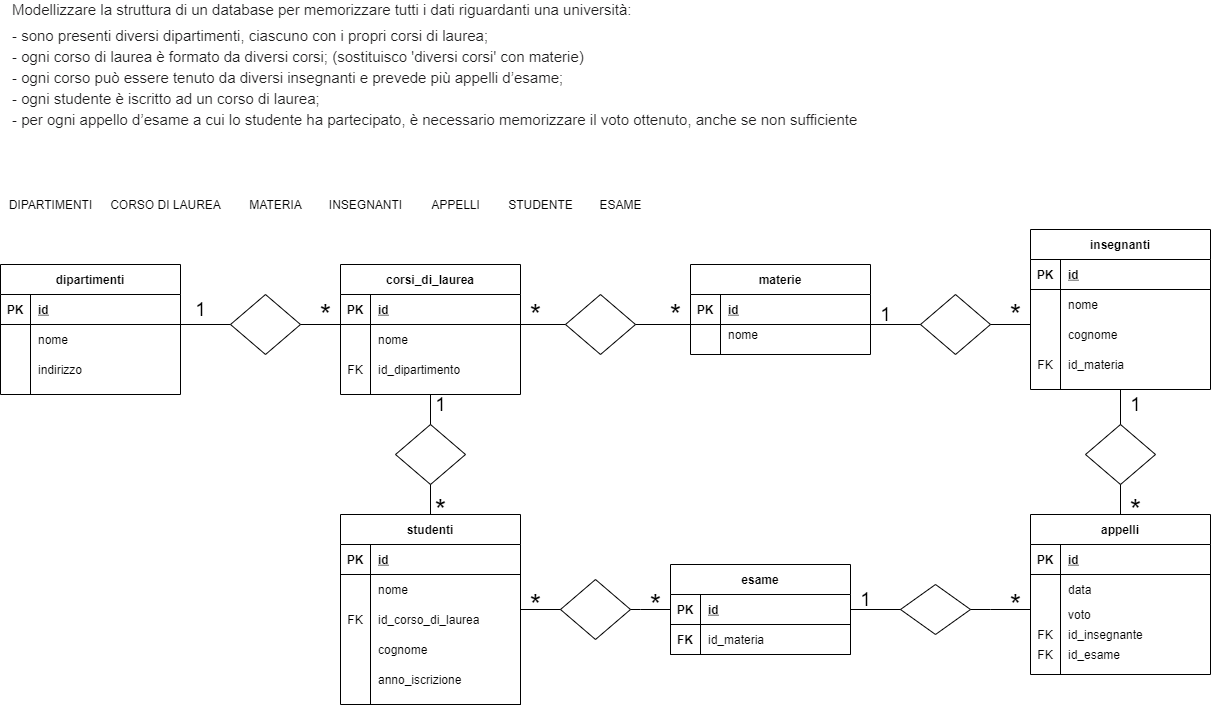 Modellizzare la struttura di un database per memorizzare tutti i dati riguardanti una università:
- sono presenti diversi dipartimenti, ciascuno con i propri corsi di laurea;
- ogni corso di laurea è formato da diversi corsi; (sostituisco 'diversi corsi' con materie)
- ogni corso può essere tenuto da diversi insegnanti e prevede più appelli d’esame;
- ogni studente è iscritto ad un corso di laurea;
- per ogni appello d’esame a cui lo studente ha partecipato, è necessario memorizzare il voto ottenuto, anche se non sufficiente
DIPARTIMENTI CORSO DI LAUREA MATERIA INSEGNANTI APPELLI STUDENTE ESAME
dipartimenti
PK id
nome
indirizzo
1 *
corsi_di_laurea
PK id
nome
FK id_dipartimento
* *
materie
PK id
nome
1 *
insegnanti
PK id
nome
cognome
FK id_materia
1
*
1
*
studenti
PK id
nome
FK id_corso_di_laurea
cognome
anno_iscrizione
* *
esame
PK id
FK id_materia
1 *
appelli
PK id
data
voto
FK id_insegnante
FK id_esame